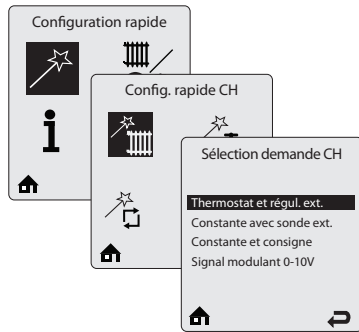 Configuration rapide
Config. rapide CH
Sélection demande CH
Thermostat et régul. ext.
Constante avec sonde ext.
Constante et consigne
Signal modulant 0-10V